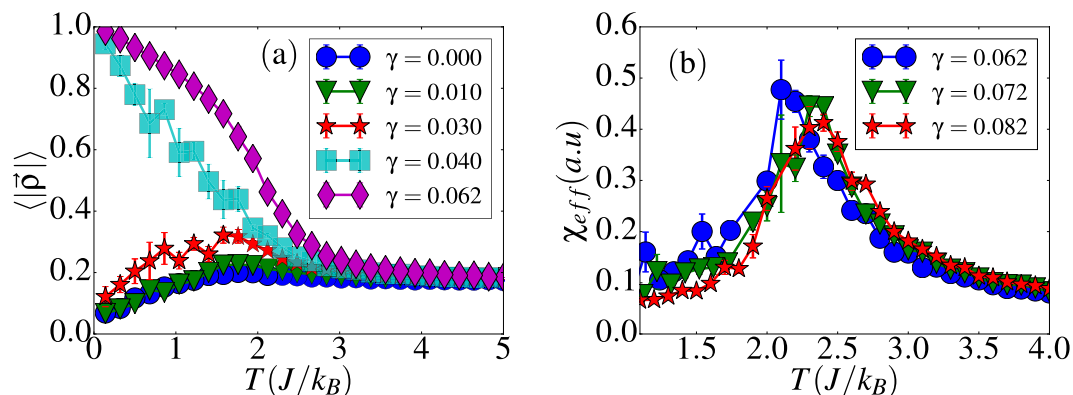 (a)
γ = 0.000
γ = 0.010
γ = 0.030
γ = 0.040
γ = 0.062
1.0
0.8
0.6
0.4
0.2
0.0
0 1 2 3 4 5
⟨|ρ⃗|⟩
T(J/k_B)
(b)
γ = 0.062
γ = 0.072
γ = 0.082
0.6
0.5
0.4
0.3
0.2
0.1
0.0
1.5 2.0 2.5 3.0 3.5 4.0
χ_eff(a.u)
T(J/k_B)